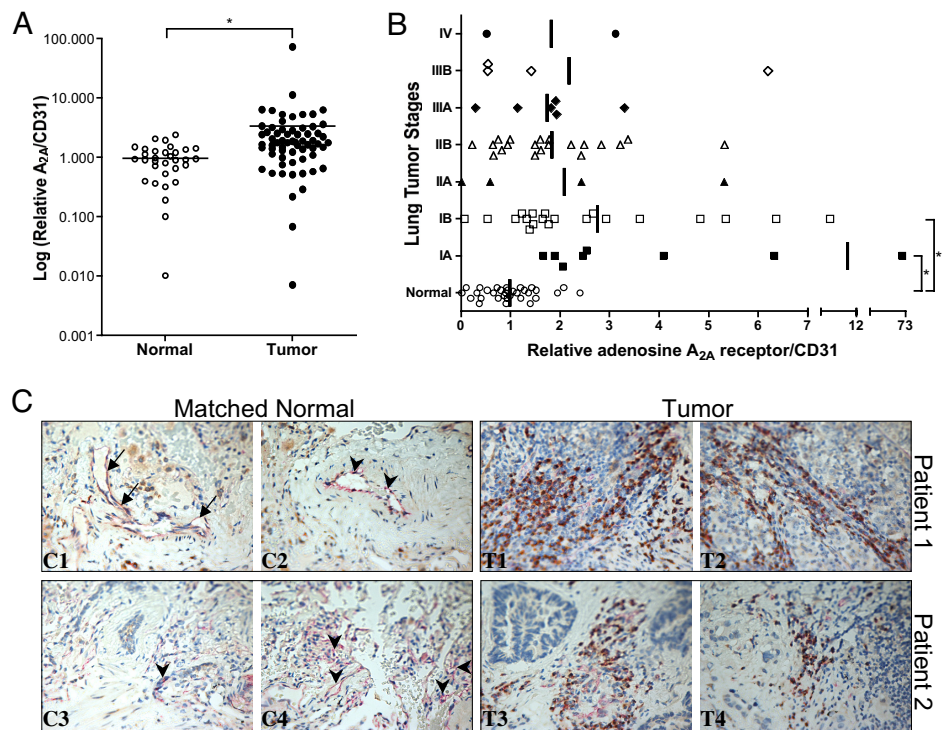 A
*
Log (Relative A2A/CD31)
100.000
10.000
1.000
0.100
0.010
0.001
Normal Tumor
B
Lung Tumor Stages
IV
IIIB
IIIA
IIB
IIA
IB
IA
Normal
*
*
0 1 2 3 4 5 6 7 12 73
Relative adenosine A2A receptor/CD31
C
Matched Normal Tumor
C1 C2 T1 T2
Patient 1
C3 C4 T3 T4
Patient 2